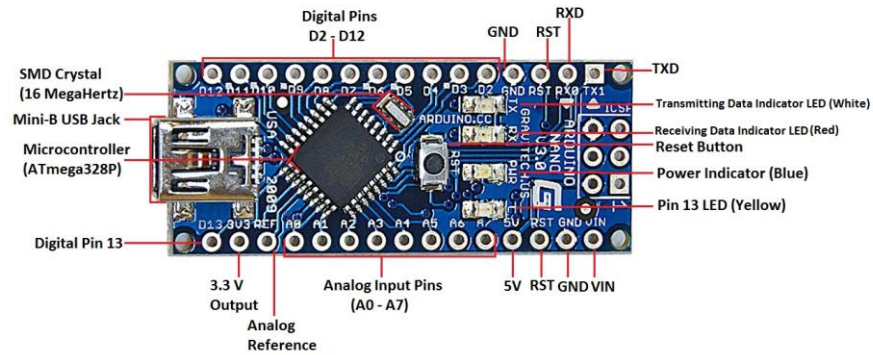 Digital Pins
D2 - D12
GND
RST
RXD
TXD
SMD Crystal
(16 MegaHertz)
Mini-B USB Jack
Microcontroller
(ATmega328P)
Digital Pin 13
3.3 V
Output
Analog
Reference
Analog Input Pins
(A0 - A7)
5V
RST
GND
VIN
Transmitting Data Indicator LED (White)
Receiving Data Indicator LED (Red)
Reset Button
Power Indicator (Blue)
Pin 13 LED (Yellow)
D12 D11 D10 D9 D8 D7 D6 D5 D4 D3 D2 GND RST RX0 TX1
ICSP
ARDUINO.CC
TX
RX
PWR
L
RST
GRAVITECH.US
ARDUINO
NANO
V3.0
USA
2009
1
D13 3V3 REF A0 A1 A2 A3 A4 A5 A6 A7 5V RST GND VIN